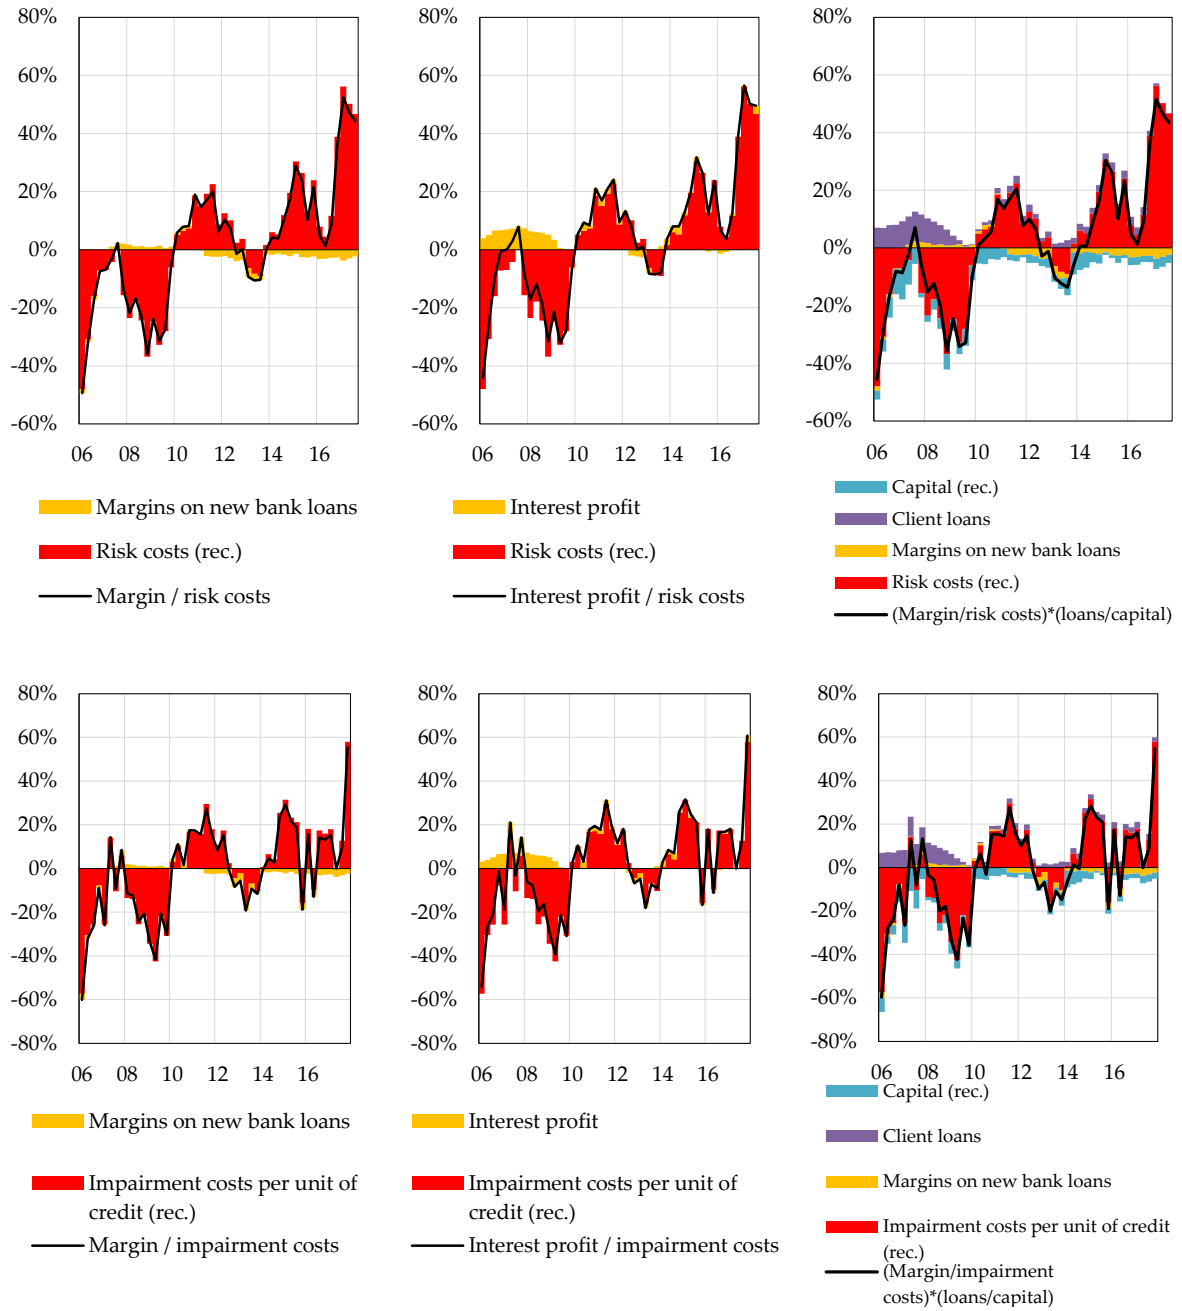 80%
60%
40%
20%
0%
-20%
-40%
-60%
06 08 10 12 14 16
Margins on new bank loans
Risk costs (rec.)
Margin / risk costs
80%
60%
40%
20%
0%
-20%
-40%
-60%
06 08 10 12 14 16
Interest profit
Risk costs (rec.)
Interest profit / risk costs
80%
60%
40%
20%
0%
-20%
-40%
-60%
06 08 10 12 14 16
Capital (rec.)
Client loans
Margins on new bank loans
Risk costs (rec.)
(Margin/risk costs)*(loans/capital)
80%
60%
40%
20%
0%
-20%
-40%
-60%
-80%
06 08 10 12 14 16
Margins on new bank loans
Impairment costs per unit of
credit (rec.)
Margin / impairment costs
80%
60%
40%
20%
0%
-20%
-40%
-60%
-80%
06 08 10 12 14 16
Interest profit
Impairment costs per unit of
credit (rec.)
Interest profit / impairment costs
80%
60%
40%
20%
0%
-20%
-40%
-60%
-80%
06 08 10 12 14 16
Capital (rec.)
Client loans
Margins on new bank loans
Impairment costs per unit of credit
(rec.)
(Margin/impairment
costs)*(loans/capital)